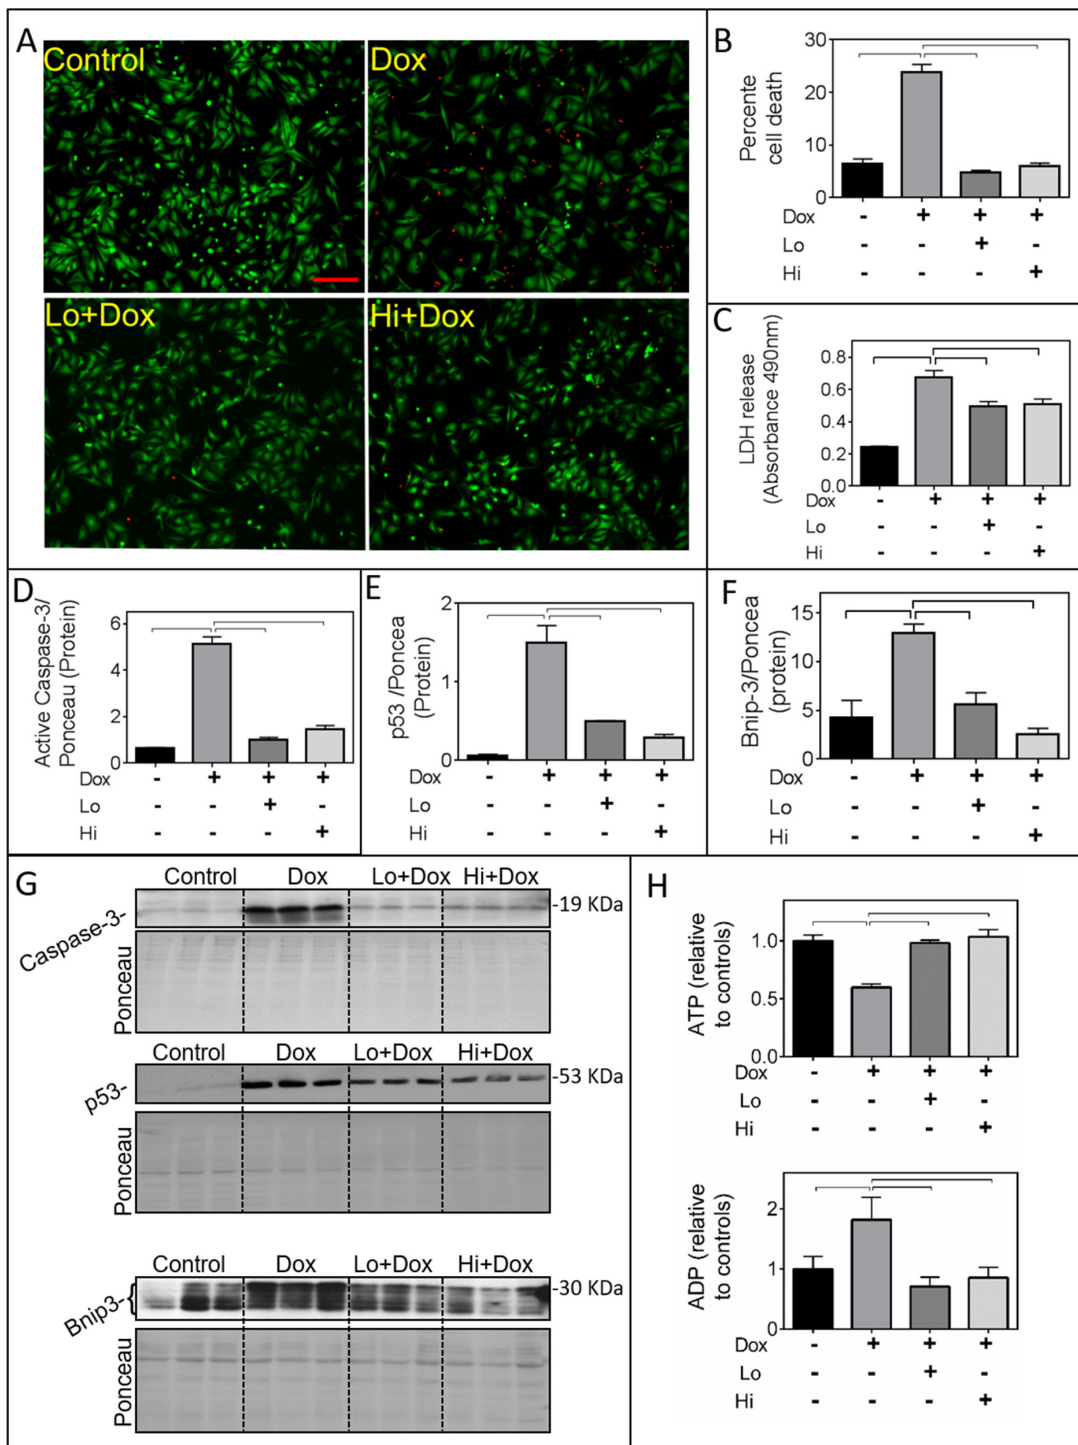 A
Control
Dox
Lo+Dox
Hi+Dox
B
Percente
cell death
30
20
10
0
Dox - + + +
Lo - - + -
Hi - - - +
C
LDH release
(Absorbance 490nm)
0.8
0.6
0.4
0.2
0.0
Dox - + + +
Lo - - + -
Hi - - - +
D
Active Caspase-3/
Ponceau (Protein)
6
4
2
0
Dox - + + +
Lo - - + -
Hi - - - +
E
p53 /Poncea
(Protein)
2
1
0
Dox - + + +
Lo - - + -
Hi - - - +
F
Bnip-3/Poncea
(protein)
15
10
5
0
Dox - + + +
Lo - - + -
Hi - - - +
G
Control Dox Lo+Dox Hi+Dox
Caspase-3-
-19 KDa
Ponceau
Control Dox Lo+Dox Hi+Dox
p53-
-53 KDa
Ponceau
Control Dox Lo+Dox Hi+Dox
Bnip3-{
-30 KDa
Ponceau
H
ATP (relative
to controls)
1.0
0.5
0.0
Dox - + + +
Lo - - + -
Hi - - - +
ADP (relative
to controls)
2
1
0
Dox - + + +
Lo - - + -
Hi - - - +